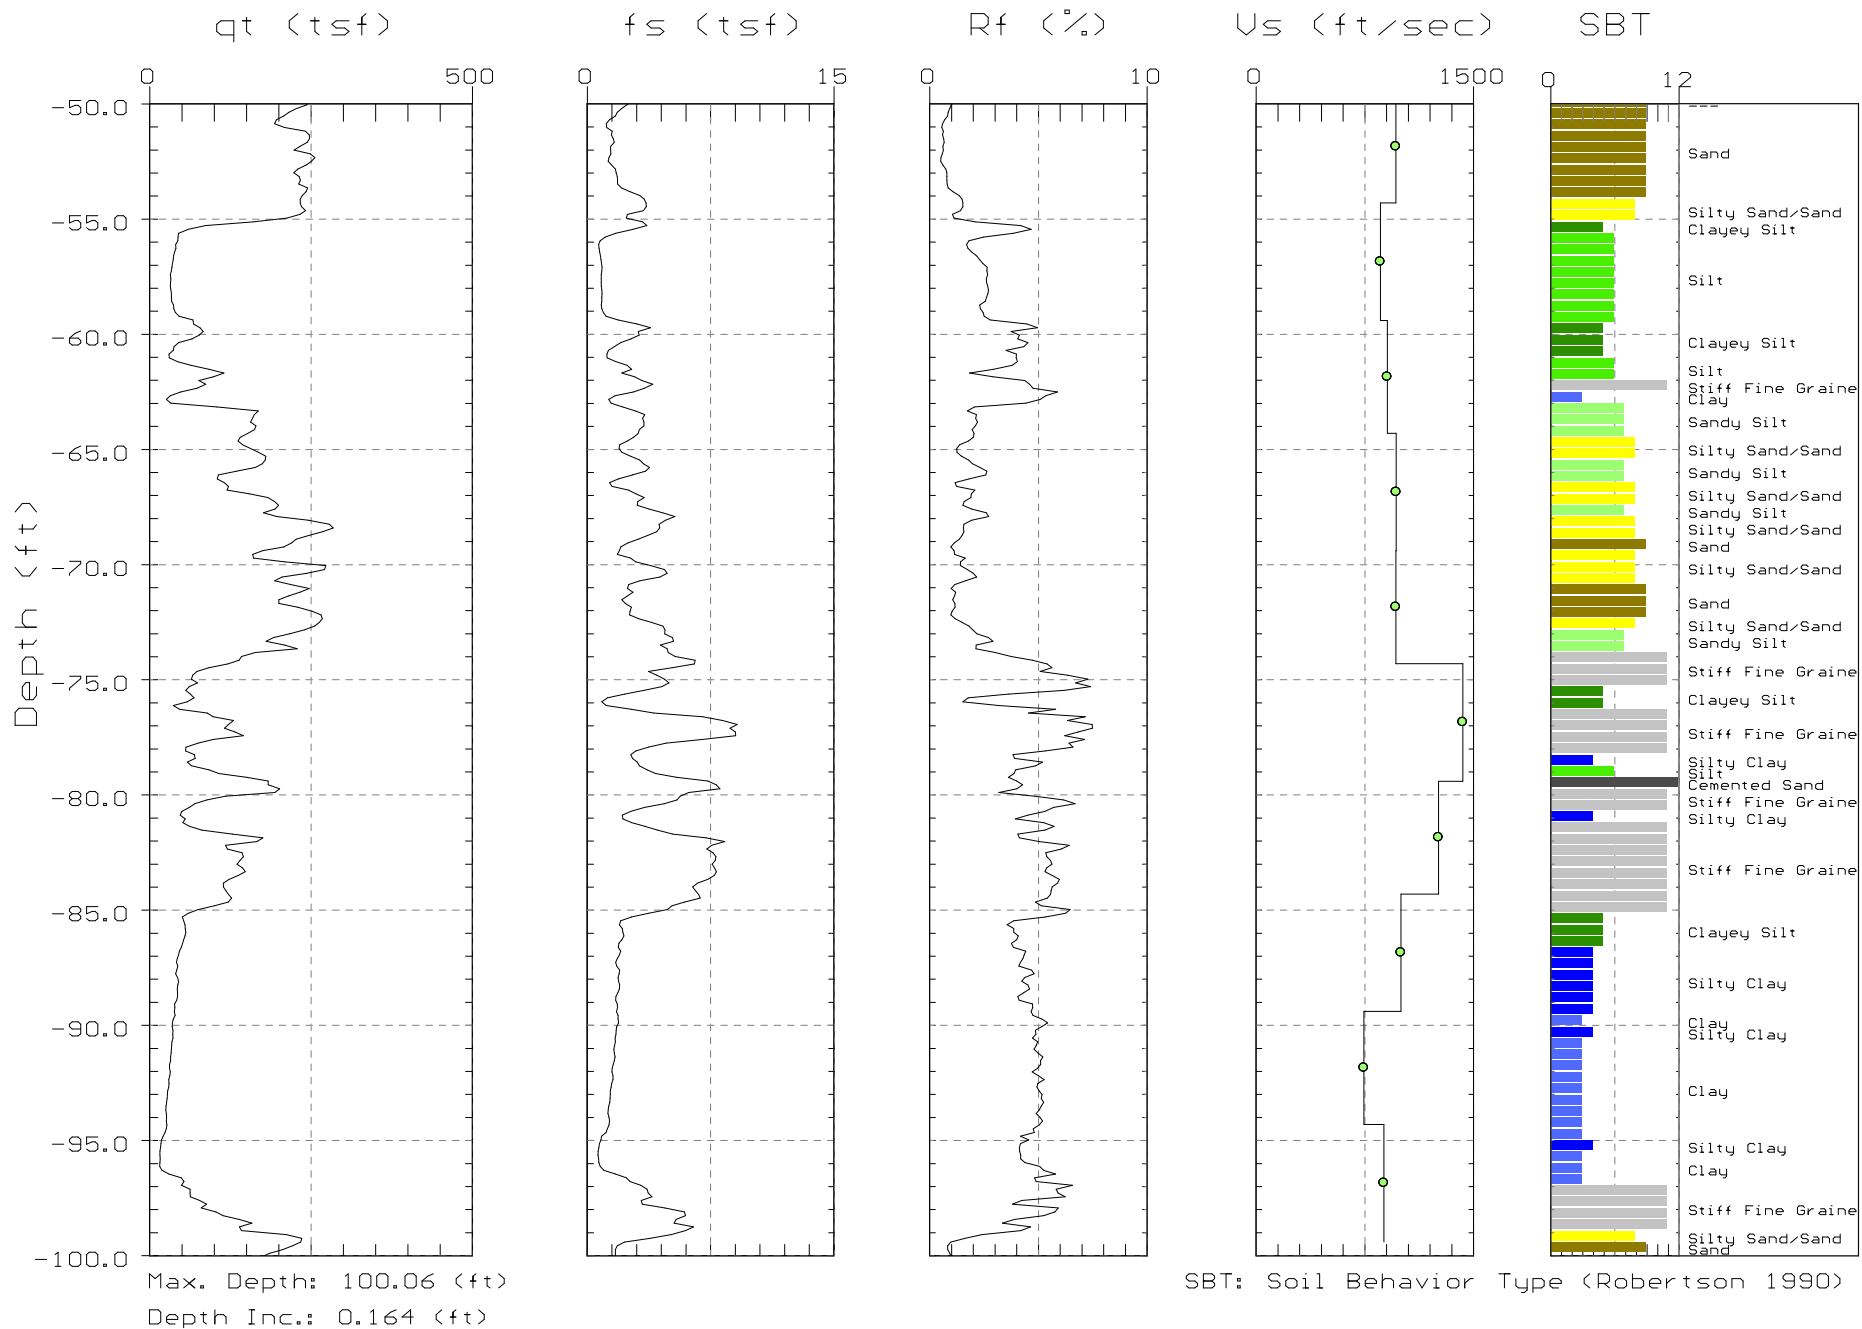 qt (tsf) fs (tsf) Rf (%) Vs (ft/sec) SBT
0 500 0 15 0 10 0 1500 0 12
Depth (ft)
-50.0
-55.0
-60.0
-65.0
-70.0
-75.0
-80.0
-85.0
-90.0
-95.0
-100.0
---
Sand
Silty Sand/Sand
Clayey Silt
Silt
Clayey Silt
Silt
Stiff Fine Graine
Clay
Sandy Silt
Silty Sand/Sand
Sandy Silt
Silty Sand/Sand
Sandy Silt
Silty Sand/Sand
Sand
Silty Sand/Sand
Sand
Silty Sand/Sand
Sandy Silt
Stiff Fine Graine
Clayey Silt
Stiff Fine Graine
Silty Clay
Silt
Cemented Sand
Stiff Fine Graine
Silty Clay
Stiff Fine Graine
Clayey Silt
Silty Clay
Clay
Silty Clay
Clay
Silty Clay
Clay
Stiff Fine Graine
Silty Sand/Sand
Sand
Max. Depth: 100.06 (ft)
Depth Inc.: 0.164 (ft)
SBT: Soil Behavior Type (Robertson 1990)